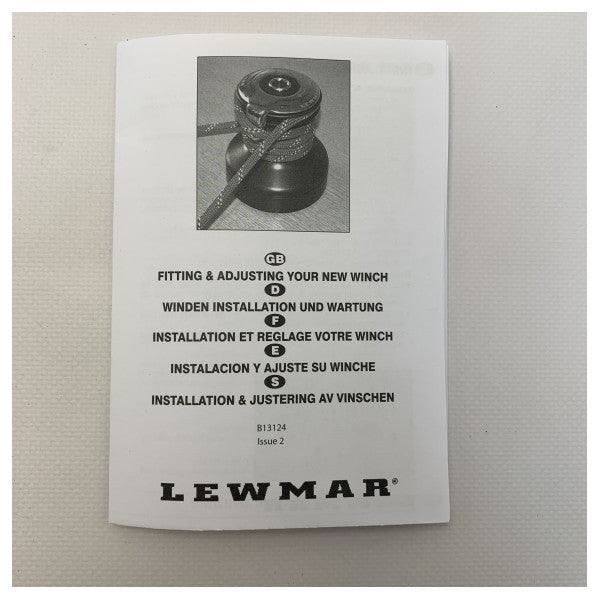 GB
FITTING & ADJUSTING YOUR NEW WINCH
D
WINDEN INSTALLATION UND WARTUNG
F
INSTALLATION ET REGLAGE VOTRE WINCH
E
INSTALACION Y AJUSTE SU WINCHE
S
INSTALLATION & JUSTERING AV VINSCHEN
B13124
Issue 2
LEWMAR®